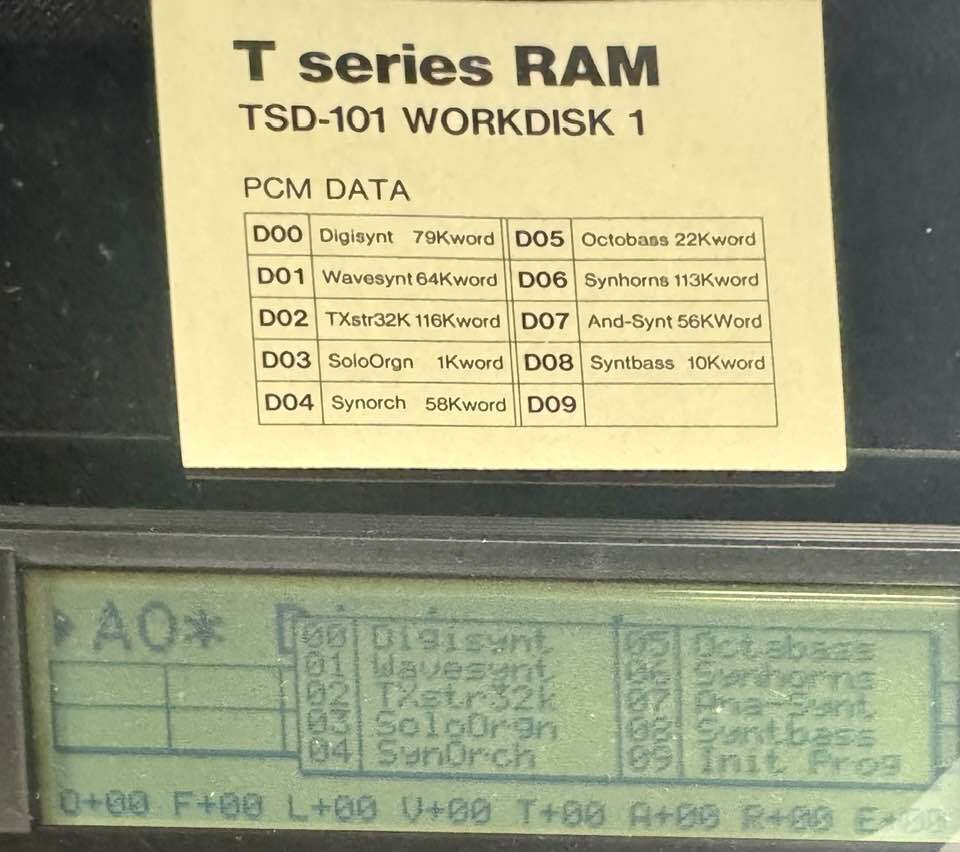 T series RAM
TSD-101 WORKDISK 1
PCM DATA
D00 Digisynt 79Kword D05 Octobass 22Kword
D01 Wavesynt 64Kword D06 Synhorns 113Kword
D02 TXstr32K 116Kword D07 And-Synt 56KWord
D03 SoloOrgn 1Kword D08 Syntbass 10Kword
D04 Synorch 58Kword D09
A0*
00 Digisynt 05 Octabass
01 Wavesynt 06 Synhorns
02 TXstr32k 07 Ana-Synt
03 SoloOrgn 08 Syntbass
04 SynOrch 09 Init Prog
O+00 F+00 L+00 V+00 T+00 A+00 R+00 E+00